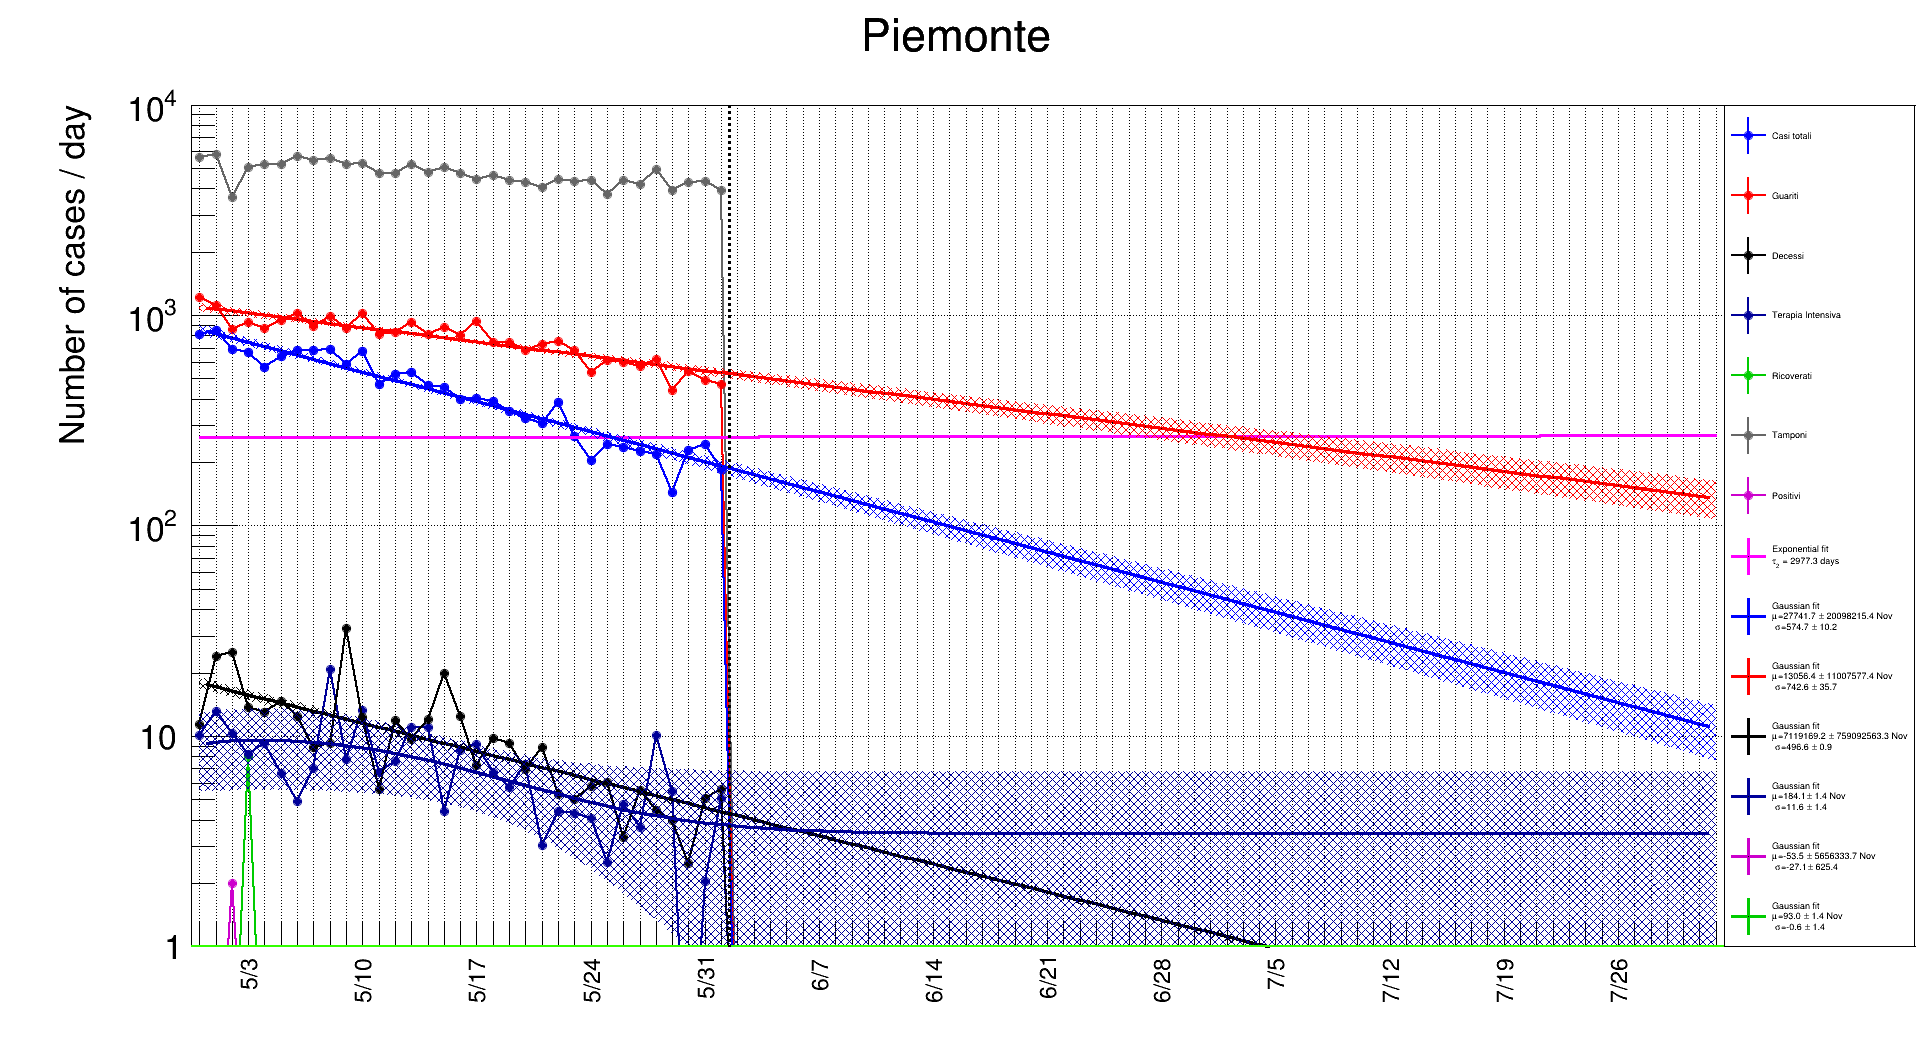 Piemonte
Number of cases / day
10^4
10^3
10^2
10
1
5/3
5/10
5/17
5/24
5/31
6/7
6/14
6/21
6/28
7/5
7/12
7/19
7/26
Casi totali
Guariti
Decessi
Terapia Intensiva
Ricoverati
Tamponi
Positivi
Exponential fit
τ₂ = 2977.3 days
Gaussian fit
μ=27741.7 ± 20098215.4 Nov
σ=574.7 ± 10.2
Gaussian fit
μ=13056.4 ± 11007577.4 Nov
σ=742.6 ± 35.7
Gaussian fit
μ=7119169.2 ± 759092563.3 Nov
σ=496.6 ± 0.9
Gaussian fit
μ=184.1 ± 1.4 Nov
σ=11.6 ± 1.4
Gaussian fit
μ=-53.5 ± 5656333.7 Nov
σ=-27.1 ± 625.4
Gaussian fit
μ=93.0 ± 1.4 Nov
σ=-0.6 ± 1.4